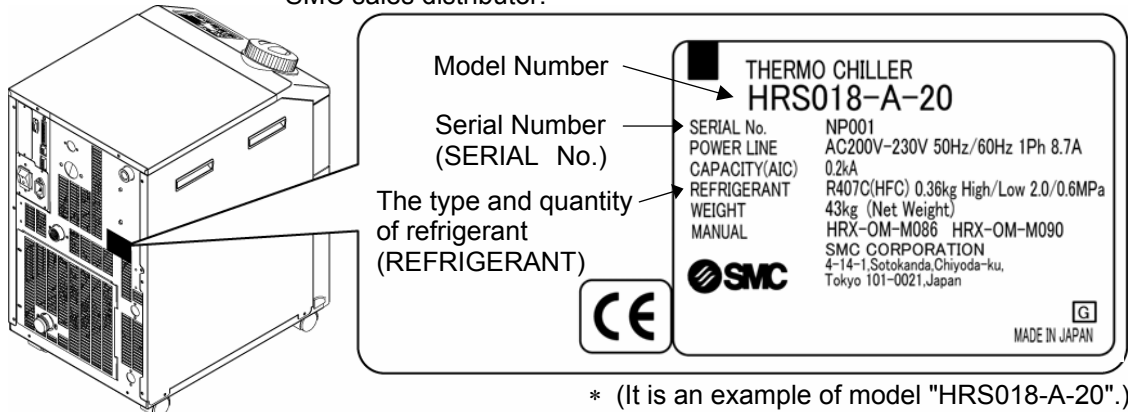 SMC sales distributor.
Model Number
Serial Number
(SERIAL No.)
The type and quantity
of refrigerant
(REFRIGERANT)
THERMO CHILLER
HRS018-A-20
SERIAL No. NP001
POWER LINE AC200V-230V 50Hz/60Hz 1Ph 8.7A
CAPACITY(AIC) 0.2kA
REFRIGERANT R407C(HFC) 0.36kg High/Low 2.0/0.6MPa
WEIGHT 43kg (Net Weight)
MANUAL HRX-OM-M086 HRX-OM-M090
SMC CORPORATION
4-14-1,Sotokanda,Chiyoda-ku,
Tokyo 101-0021,Japan
SMC
CE
G
MADE IN JAPAN
* (It is an example of model "HRS018-A-20".)